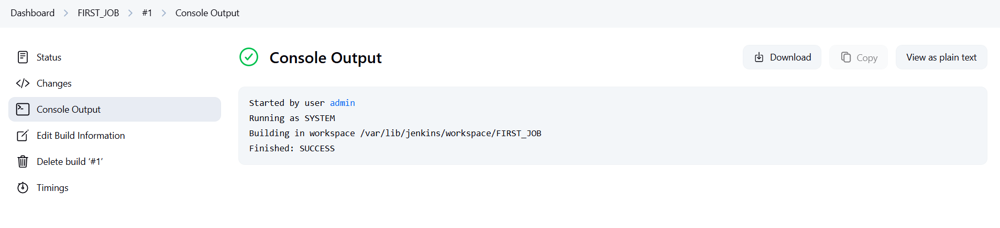 Dashboard > FIRST_JOB > #1 > Console Output
Status
Changes
Console Output
Edit Build Information
Delete build ‘#1’
Timings
Console Output
Download
Copy
View as plain text
Started by user admin
Running as SYSTEM
Building in workspace /var/lib/jenkins/workspace/FIRST_JOB
Finished: SUCCESS